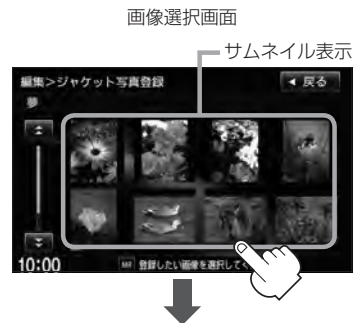 画像選択画面
サムネイル表示
編集>ジャケット写真登録
戻る
夢
10:00
登録したい画像を選択してく